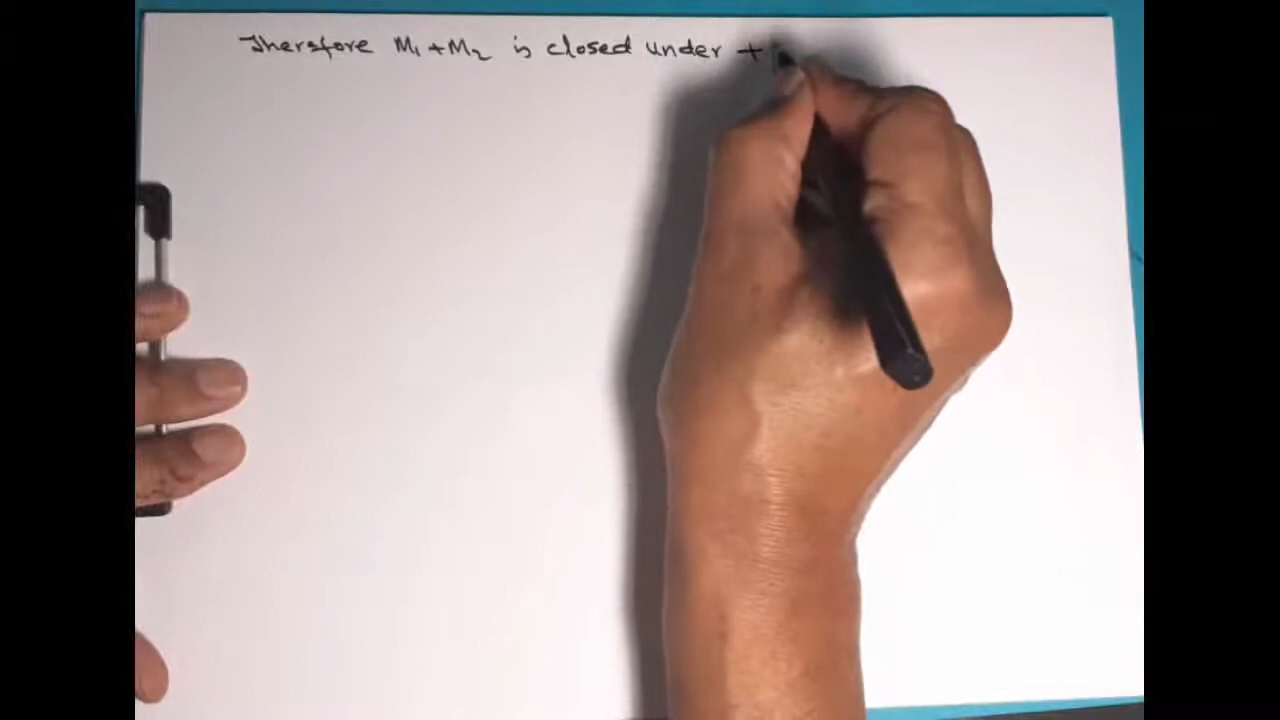 Therefore M₁+M₂ is closed under +